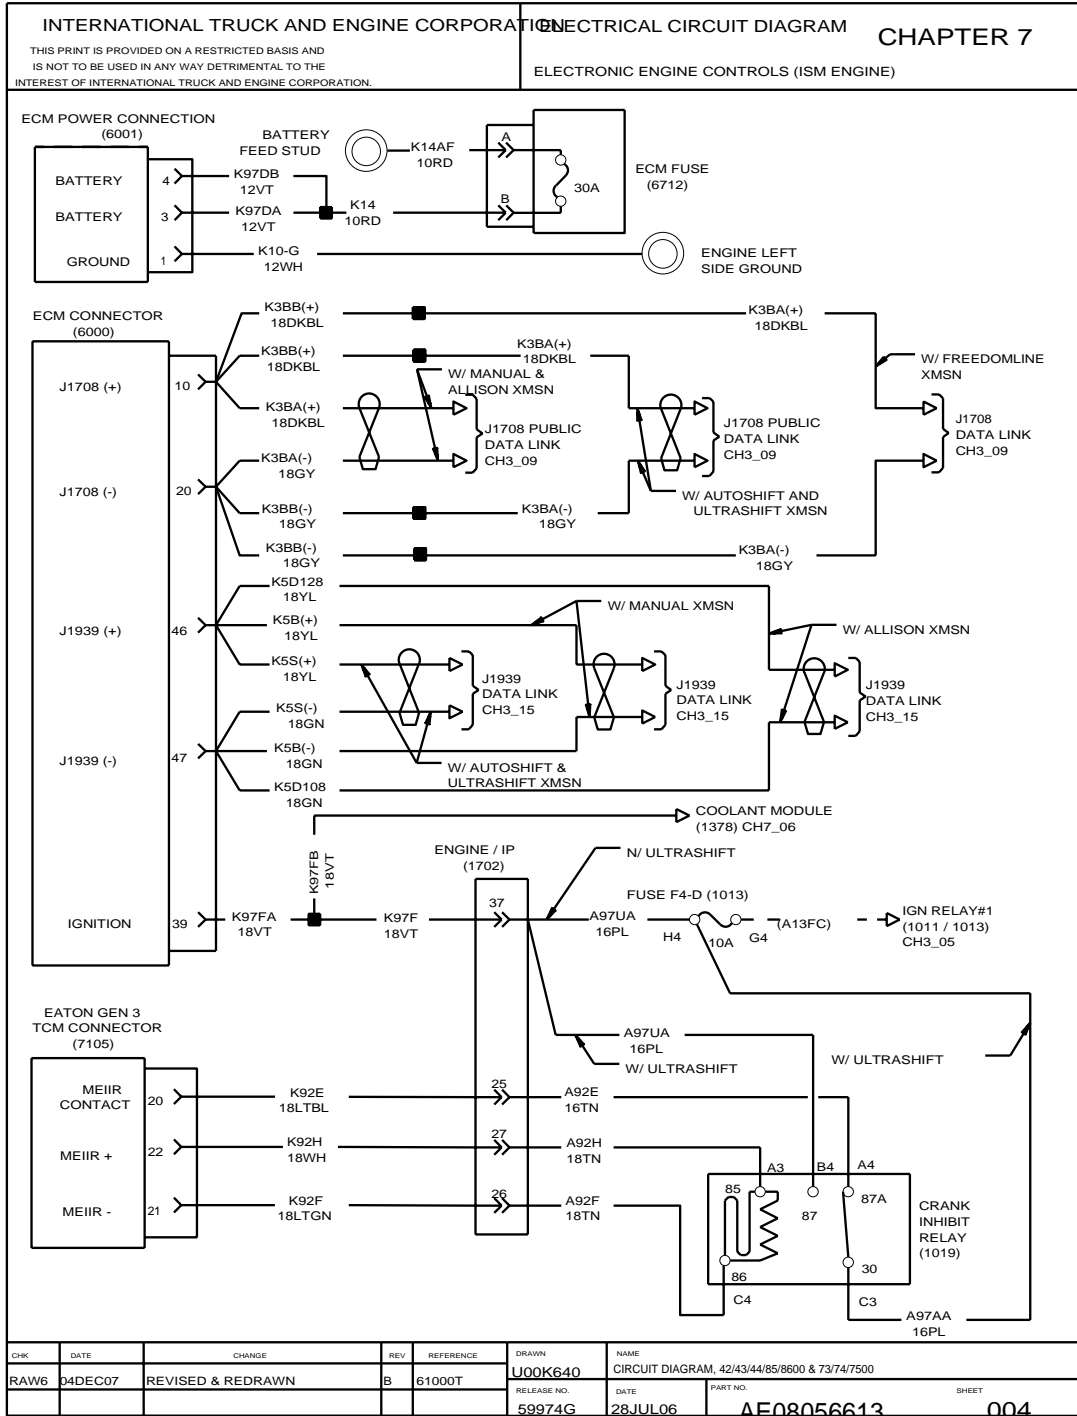 INTERNATIONAL TRUCK AND ENGINE CORPORATION
THIS PRINT IS PROVIDED ON A RESTRICTED BASIS AND
IS NOT TO BE USED IN ANY WAY DETRIMENTAL TO THE
INTEREST OF INTERNATIONAL TRUCK AND ENGINE CORPORATION.
ELECTRICAL CIRCUIT DIAGRAM
CHAPTER 7
ELECTRONIC ENGINE CONTROLS (ISM ENGINE)
ECM POWER CONNECTION
(6001)
BATTERY
4
K97DB
12VT
BATTERY
3
K97DA
12VT
K14
10RD
GROUND
1
K10-G
12WH
BATTERY
FEED STUD
K14AF
10RD
A
B
30A
ECM FUSE
(6712)
ENGINE LEFT
SIDE GROUND
ECM CONNECTOR
(6000)
K3BB(+)
18DKBL
K3BA(+)
18DKBL
K3BB(+)
18DKBL
K3BA(+)
18DKBL
W/ FREEDOMLINE
XMSN
W/ MANUAL &
ALLISON XMSN
J1708 (+)
10
K3BA(+)
18DKBL
J1708 PUBLIC
DATA LINK
CH3_09
J1708 PUBLIC
DATA LINK
CH3_09
J1708
DATA LINK
CH3_09
K3BA(-)
18GY
J1708 (-)
20
W/ AUTOSHIFT AND
ULTRASHIFT XMSN
K3BB(-)
18GY
K3BA(-)
18GY
K3BB(-)
18GY
K3BA(-)
18GY
K5D128
18YL
W/ MANUAL XMSN
J1939 (+)
46
K5B(+)
18YL
W/ ALLISON XMSN
K5S(+)
18YL
J1939
DATA LINK
CH3_15
J1939
DATA LINK
CH3_15
J1939
DATA LINK
CH3_15
K5S(-)
18GN
J1939 (-)
47
K5B(-)
18GN
W/ AUTOSHIFT &
ULTRASHIFT XMSN
K5D108
18GN
COOLANT MODULE
(1378) CH7_06
K97FB
18VT
ENGINE / IP
(1702)
N/ ULTRASHIFT
FUSE F4-D (1013)
IGNITION
39
K97FA
18VT
K97F
18VT
37
A97UA
16PL
H4
10A
G4
(A13FC)
IGN RELAY#1
(1011 / 1013)
CH3_05
EATON GEN 3
TCM CONNECTOR
(7105)
A97UA
16PL
W/ ULTRASHIFT
W/ ULTRASHIFT
MEIIR
CONTACT
20
K92E
18LTBL
25
A92E
16TN
MEIIR +
22
K92H
18WH
27
A92H
18TN
MEIIR -
21
K92F
18LTGN
26
A92F
18TN
A3
B4
A4
85
87
87A
86
30
C4
C3
CRANK
INHIBIT
RELAY
(1019)
A97AA
16PL
CHK DATE CHANGE REV REFERENCE
RAW6 04DEC07 REVISED & REDRAWN B 61000T
DRAWN
U00K640
NAME
CIRCUIT DIAGRAM, 42/43/44/85/8600 & 73/74/7500
RELEASE NO.
59974G
DATE
28JUL06
PART NO.
AE08056613
SHEET
004